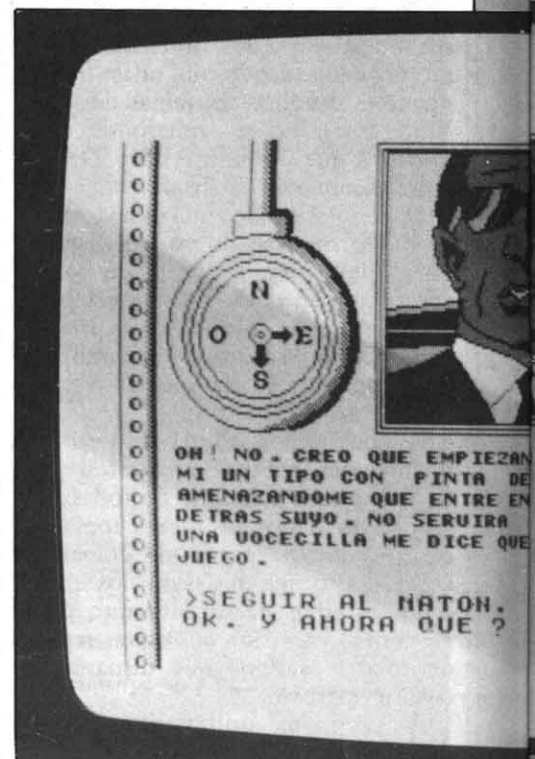 N
O E
S
OH! NO. CREO QUE EMPIEZAN
MI UN TIPO CON PINTA DE
AMENAZANDOME QUE ENTRE EN
DETRAS SUYO. NO SERVIRA
UNA VOCECILLA ME DICE QUE
JUEGO.
>SEGUIR AL MATON.
OK. Y AHORA QUE ?